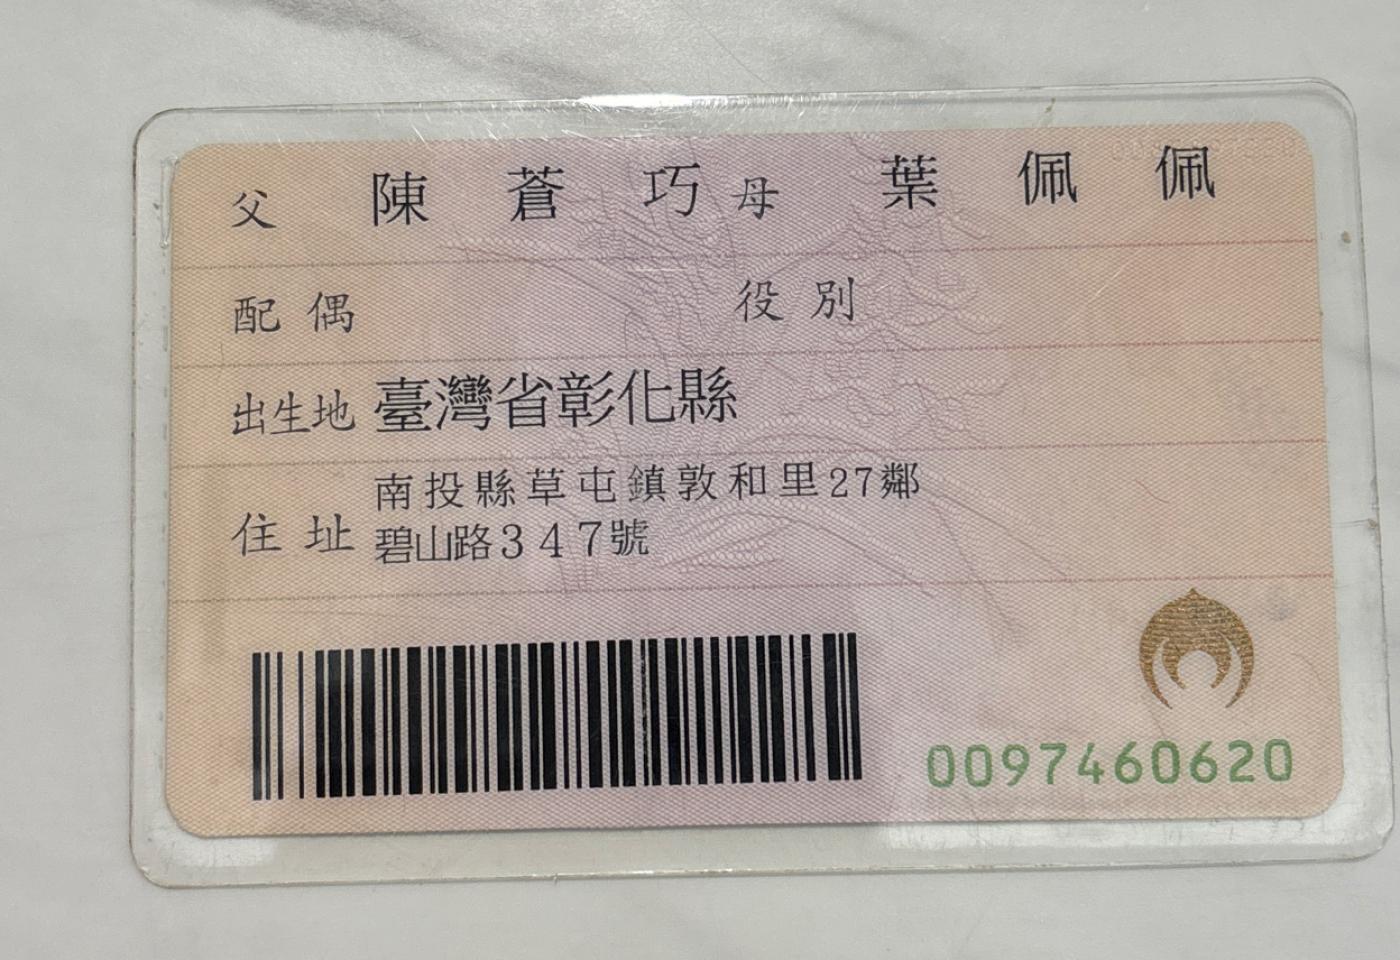 父 陳蒼巧 母 葉佩佩
配偶 役別
出生地 臺灣省彰化縣
住址 南投縣草屯鎮敦和里27鄰
碧山路347號
0097460620